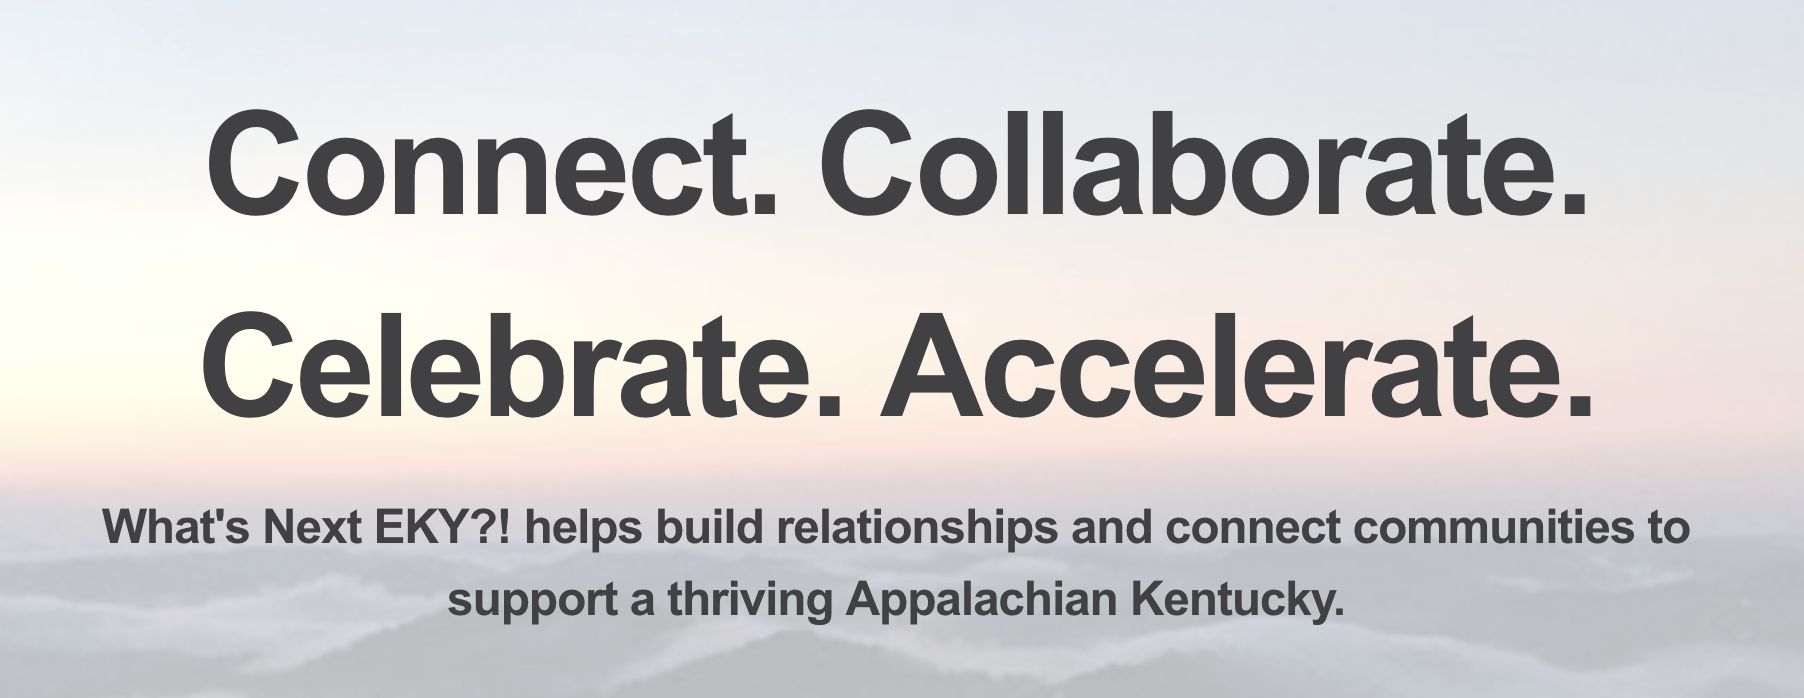 Connect. Collaborate.
Celebrate. Accelerate.
What's Next EKY?! helps build relationships and connect communities to
support a thriving Appalachian Kentucky.